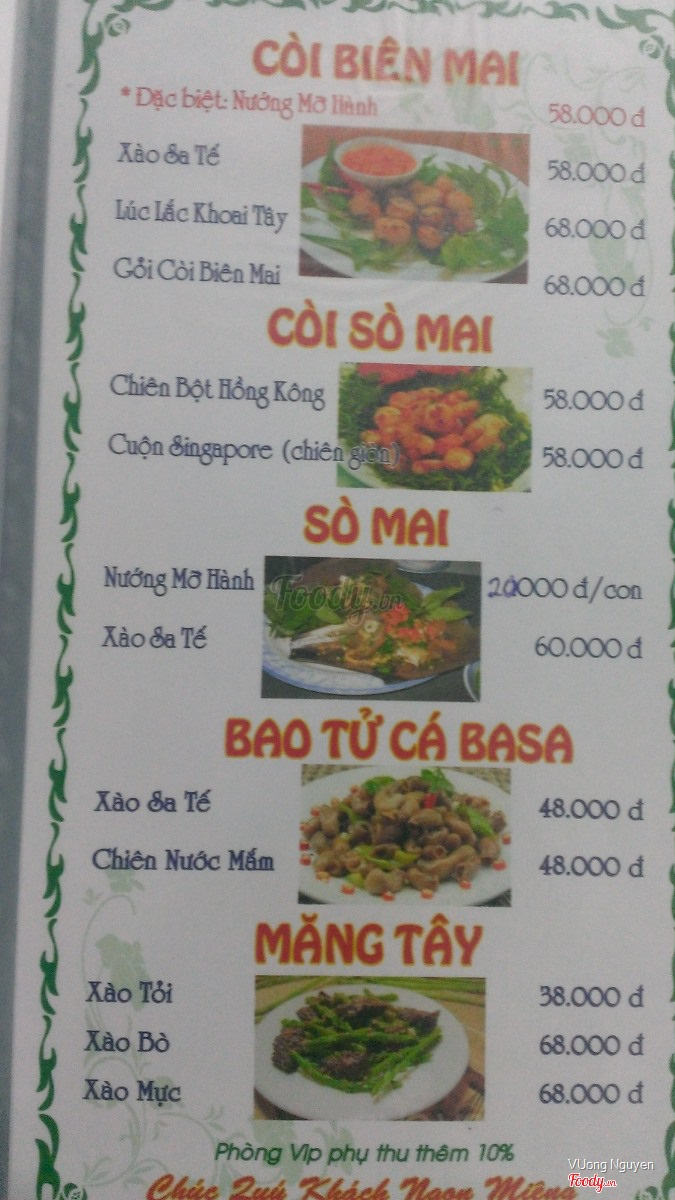 CÒI BIÊN MAI
* Đặc biệt: Nướng Mỡ Hành 58.000 đ
Xào Sa Tế 58.000 đ
Lúc Lắc Khoai Tây 68.000 đ
Gỏi Còi Biên Mai 68.000 đ
CÒI SÒ MAI
Chiên Bột Hồng Kông 58.000 đ
Cuộn Singapore (chiên giòn) 58.000 đ
SÒ MAI
Nướng Mỡ Hành 20000 đ/con
Foody.vn
Xào Sa Tế 60.000 đ
BAO TỬ CÁ BASA
Xào Sa Tế 48.000 đ
Chiên Nước Mắm 48.000 đ
MĂNG TÂY
Xào Tỏi 38.000 đ
Xào Bò 68.000 đ
Xào Mực 68.000 đ
Phòng Vip phụ thu thêm 10%
Chúc Quý Khách Ngon Miệng
VUong Nguyen
Foody.vn